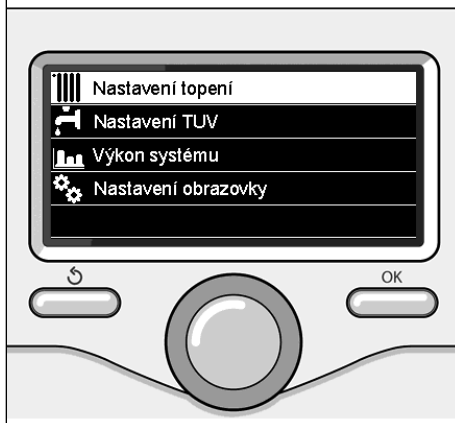 Nastavení topení
Nastavení TUV
Výkon systému
Nastavení obrazovky
OK